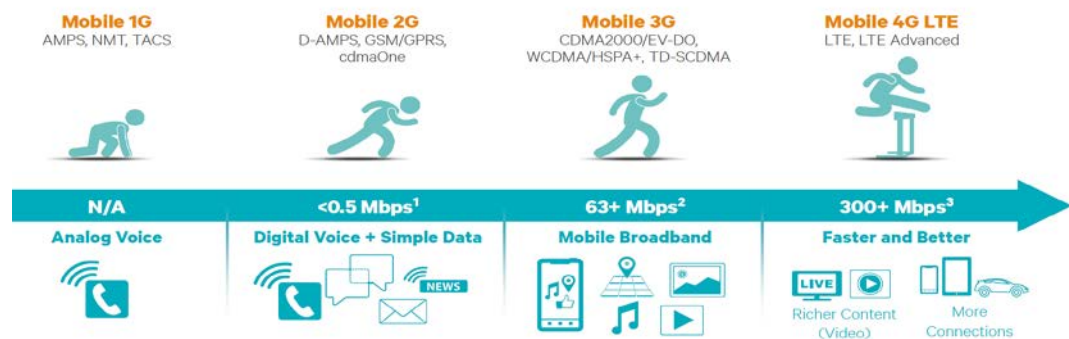 Mobile 1G
AMPS, NMT, TACS
Mobile 2G
D-AMPS, GSM/GPRS,
cdmaOne
Mobile 3G
CDMA2000/EV-DO,
WCDMA/HSPA+, TD-SCDMA
Mobile 4G LTE
LTE, LTE Advanced
N/A
<0.5 Mbps¹
63+ Mbps²
300+ Mbps³
Analog Voice
Digital Voice + Simple Data
NEWS
Mobile Broadband
Faster and Better
LIVE
Richer Content
(Video)
More
Connections